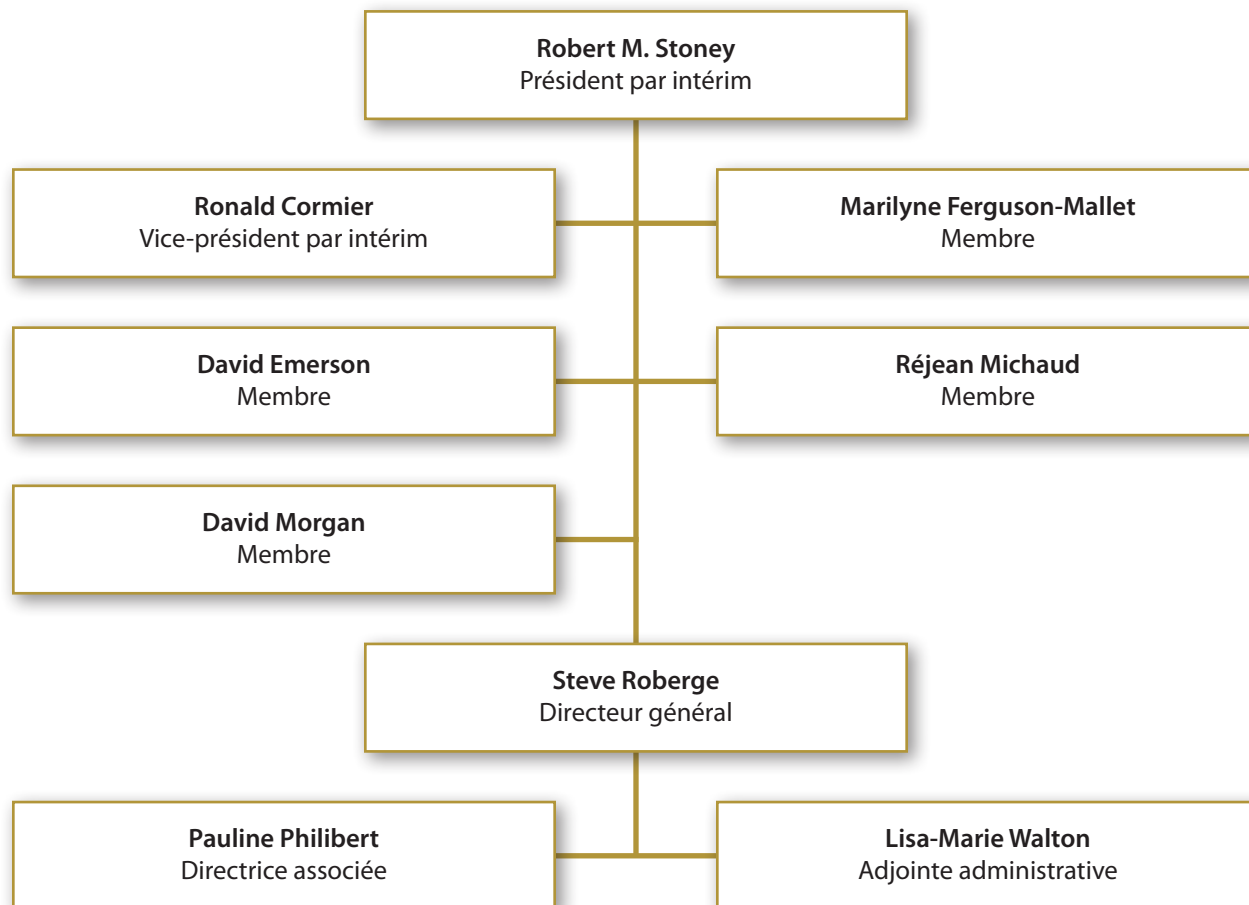 Robert M. Stoney
Président par intérim
Ronald Cormier
Vice-président par intérim
Marilyne Ferguson-Mallet
Membre
David Emerson
Membre
Réjean Michaud
Membre
David Morgan
Membre
Steve Roberge
Directeur général
Pauline Philibert
Directrice associée
Lisa-Marie Walton
Adjointe administrative